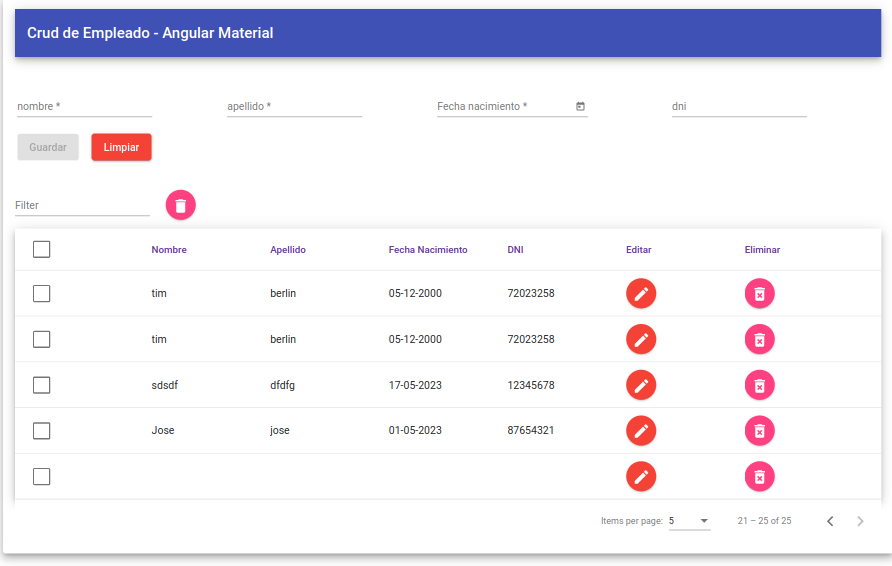 Crud de Empleado - Angular Material
nombre * apellido * Fecha nacimiento * dni
Guardar Limpiar
Filter
Nombre Apellido Fecha Nacimiento DNI Editar Eliminar
tim berlin 05-12-2000 72023258
tim berlin 05-12-2000 72023258
sdsdf dfdfg 17-05-2023 12345678
Jose jose 01-05-2023 87654321
Items per page: 5 21 – 25 of 25